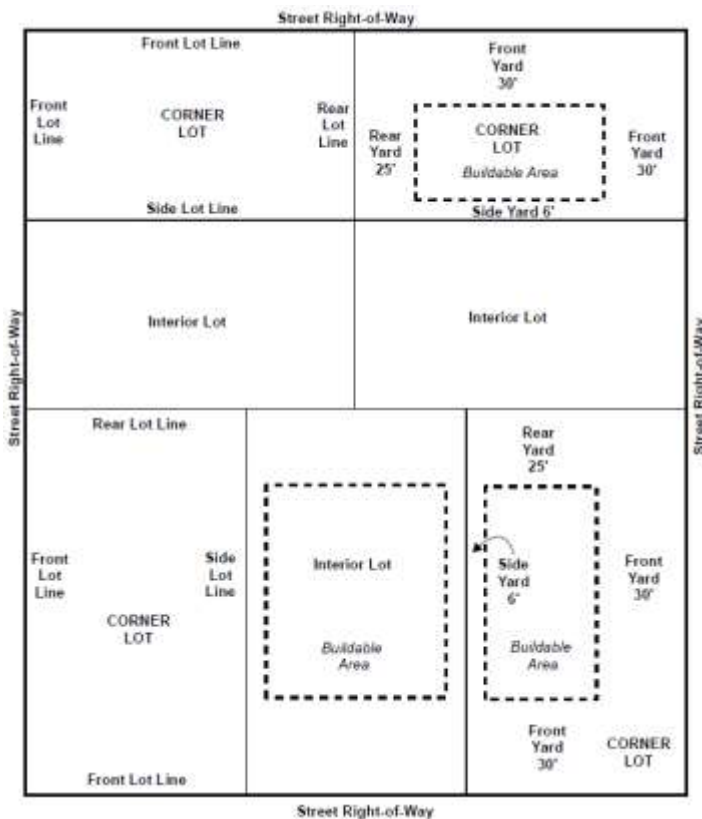 Street Right-of-Way
Front Lot Line
Front
Lot
Line
CORNER
LOT
Rear
Lot
Line
Side Lot Line
Front
Yard
30'
Rear
Yard
25'
CORNER
LOT
Buildable Area
Front
Yard
30'
Side Yard 6'
Street Right-of-Way
Interior Lot
Interior Lot
Street Right-of-Way
Rear Lot Line
Front
Lot
Line
Side
Lot
Line
CORNER
LOT
Front Lot Line
Interior Lot
Buildable
Area
Rear
Yard
25'
Side
Yard
6'
Front
Yard
30'
Buildable
Area
Front
Yard
30'
CORNER
LOT
Street Right-of-Way